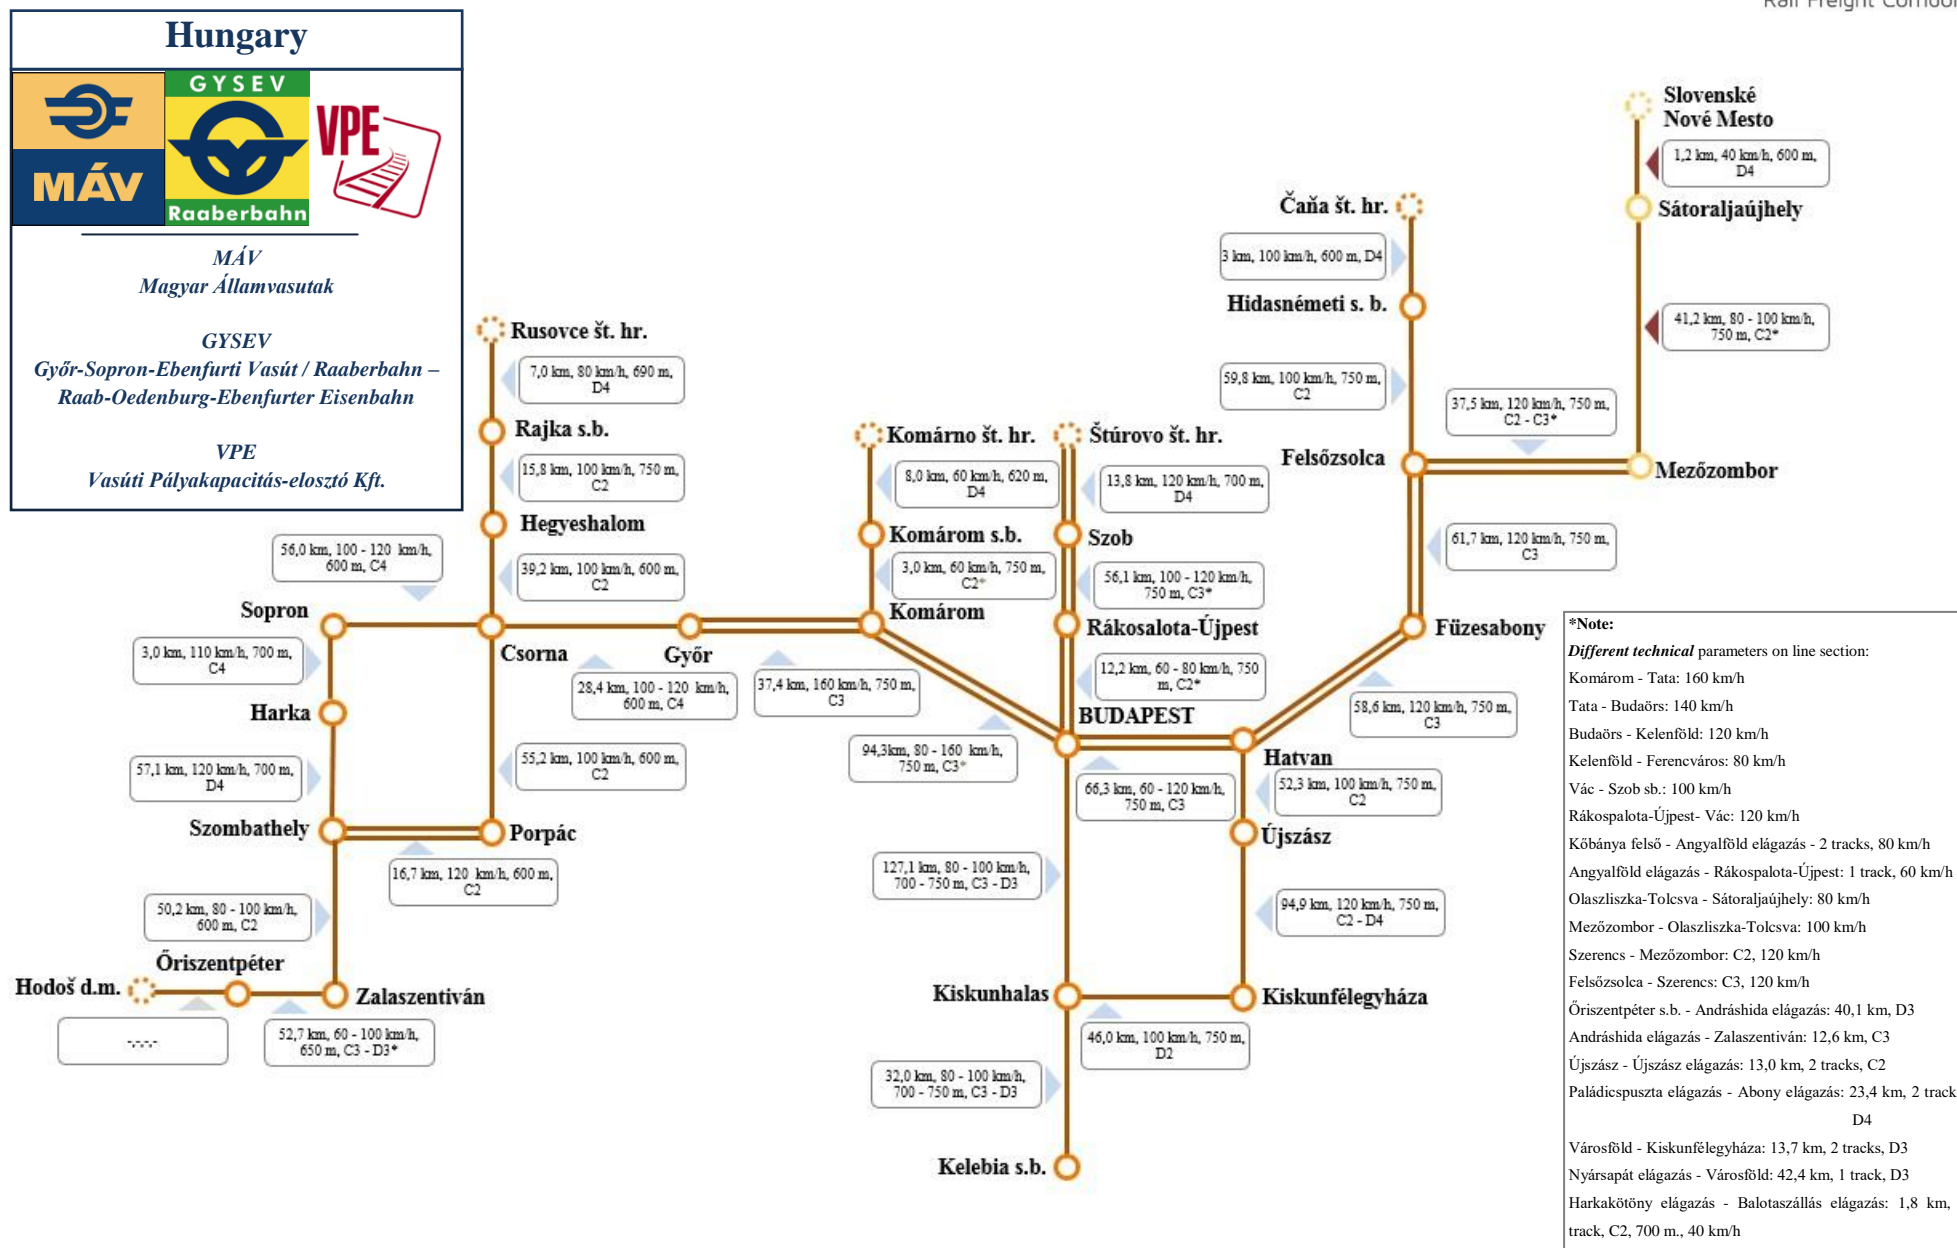 Rail Freight Corridor
Hungary
GYSEV
MÁV
Raaberbahn
VPE
MÁV
Magyar Államvasutak
GYSEV
Győr-Sopron-Ebenfurti Vasút / Raaberbahn –
Raab-Oedenburg-Ebenfurter Eisenbahn
VPE
Vasúti Pályakapacitás-elosztó Kft.
Slovenské
Nové Mesto
1,2 km, 40 km/h, 600 m,
D4
Sátoraljaújhely
41,2 km, 80 - 100 km/h,
750 m, C2*
Čaňa št. hr.
3 km, 100 km/h, 600 m, D4
Hidasnémeti s. b.
59,8 km, 100 km/h, 750 m,
C2
37,5 km, 120 km/h, 750 m,
C2 - C3*
Felsőzsolca
Mezőzombor
61,7 km, 120 km/h, 750 m,
C3
Füzesabony
58,6 km, 120 km/h, 750 m,
C3
Rusovce št. hr.
7,0 km, 80 km/h, 690 m,
D4
Rajka s.b.
15,8 km, 100 km/h, 750 m,
C2
Hegyeshalom
39,2 km, 100 km/h, 600 m,
C2
56,0 km, 100 - 120 km/h,
600 m, C4
Sopron
3,0 km, 110 km/h, 700 m,
C4
Csorna
Győr
28,4 km, 100 - 120 km/h,
600 m, C4
37,4 km, 160 km/h, 750 m,
C3
Komárno št. hr.
8,0 km, 60 km/h, 620 m,
D4
Komárom s.b.
3,0 km, 60 km/h, 750 m,
C2*
Komárom
Štúrovo št. hr.
13,8 km, 120 km/h, 700 m,
D4
Szob
56,1 km, 100 - 120 km/h,
750 m, C3*
Rákosalota-Újpest
12,2 km, 60 - 80 km/h, 750
m, C2*
BUDAPEST
94,3km, 80 - 160 km/h,
750 m, C3*
66,3 km, 60 - 120 km/h,
750 m, C3
Hatvan
52,3 km, 100 km/h, 750 m,
C2
Újszász
94,9 km, 120 km/h, 750 m,
C2 - D4
Kiskunfélegyháza
127,1 km, 80 - 100 km/h,
700 - 750 m, C3 - D3
Kiskunhalas
46,0 km, 100 km/h, 750 m,
D2
32,0 km, 80 - 100 km/h,
700 - 750 m, C3 - D3
Kelebia s.b.
Harka
57,1 km, 120 km/h, 700 m,
D4
55,2 km, 100 km/h, 600 m,
C2
Szombathely
Porpác
16,7 km, 120 km/h, 600 m,
C2
50,2 km, 80 - 100 km/h,
600 m, C2
Őriszentpéter
Hodoš d.m.
Zalaszentiván
-,-,-,-
52,7 km, 60 - 100 km/h,
650 m, C3 - D3*
*Note:
Different technical parameters on line section:
Komárom - Tata: 160 km/h
Tata - Budaörs: 140 km/h
Budaörs - Kelenföld: 120 km/h
Kelenföld - Ferencváros: 80 km/h
Vác - Szob sb.: 100 km/h
Rákospalota-Újpest- Vác: 120 km/h
Kőbánya felső - Angyalföld elágazás - 2 tracks, 80 km/h
Angyalföld elágazás - Rákospalota-Újpest: 1 track, 60 km/h
Olaszliszka-Tolcsva - Sátoraljaújhely: 80 km/h
Mezőzombor - Olaszliszka-Tolcsva: 100 km/h
Szerencs - Mezőzombor: C2, 120 km/h
Felsőzsolca - Szerencs: C3, 120 km/h
Őriszentpéter s.b. - Andráshida elágazás: 40,1 km, D3
Andráshida elágazás - Zalaszentiván: 12,6 km, C3
Újszász - Újszász elágazás: 13,0 km, 2 tracks, C2
Paládicspuszta elágazás - Abony elágazás: 23,4 km, 2 track
D4
Városföld - Kiskunfélegyháza: 13,7 km, 2 tracks, D3
Nyársapát elágazás - Városföld: 42,4 km, 1 track, D3
Harkakötöny elágazás - Balotaszállás elágazás: 1,8 km,
track, C2, 700 m., 40 km/h